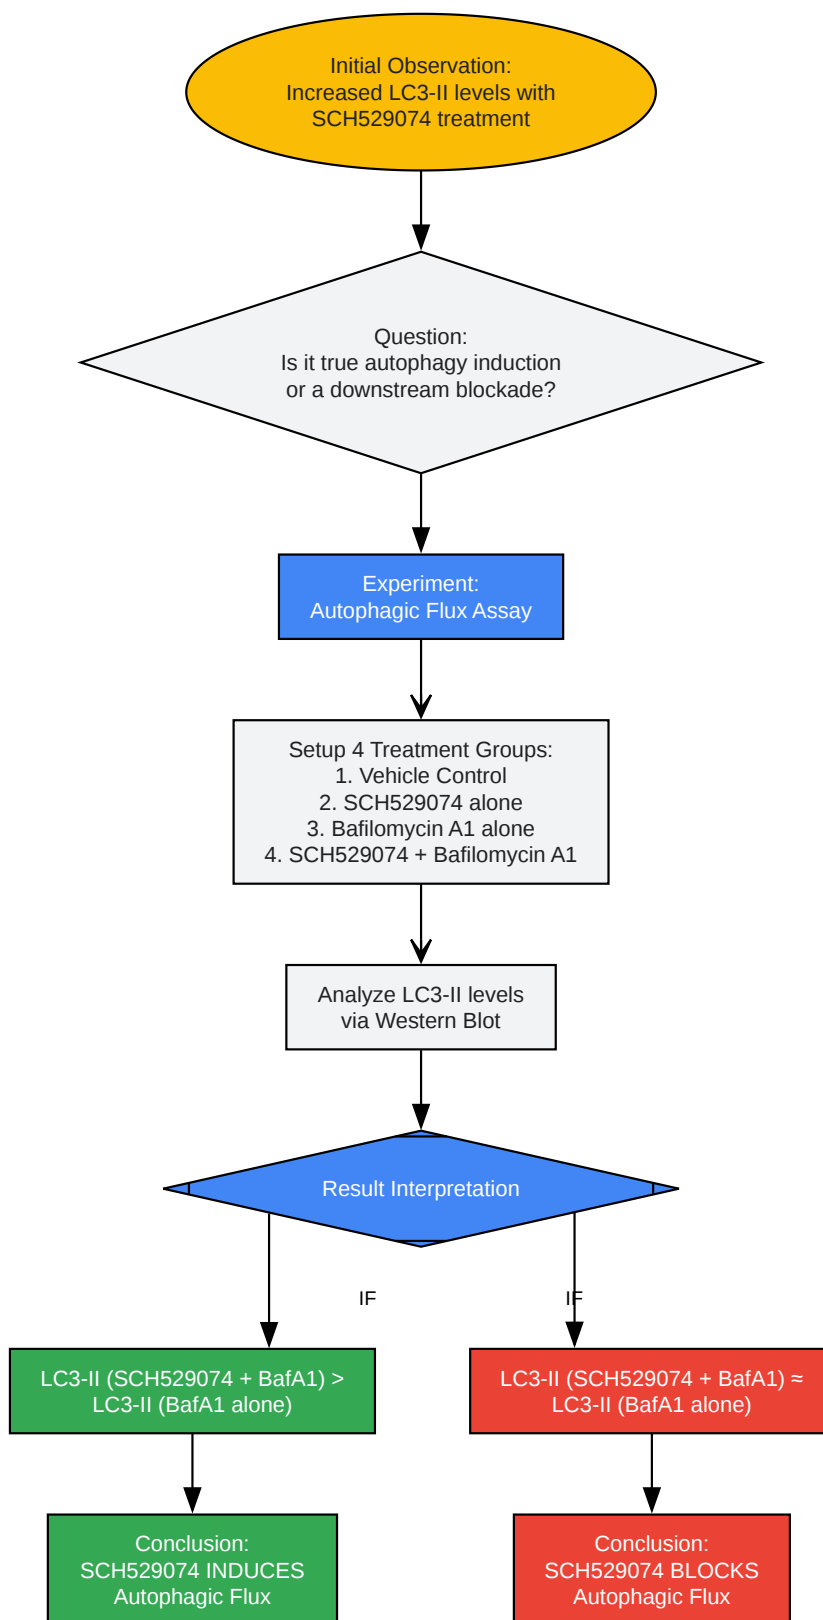 Initial Observation:
Increased LC3-II levels with
SCH529074 treatment
Question:
Is it true autophagy induction
or a downstream blockade?
Experiment:
Autophagic Flux Assay
Setup 4 Treatment Groups:
1. Vehicle Control
2. SCH529074 alone
3. Bafilomycin A1 alone
4. SCH529074 + Bafilomycin A1
Analyze LC3-II levels
via Western Blot
Result Interpretation
IF
IF
LC3-II (SCH529074 + BafA1) >
LC3-II (BafA1 alone)
LC3-II (SCH529074 + BafA1) ≈
LC3-II (BafA1 alone)
Conclusion:
SCH529074 INDUCES
Autophagic Flux
Conclusion:
SCH529074 BLOCKS
Autophagic Flux